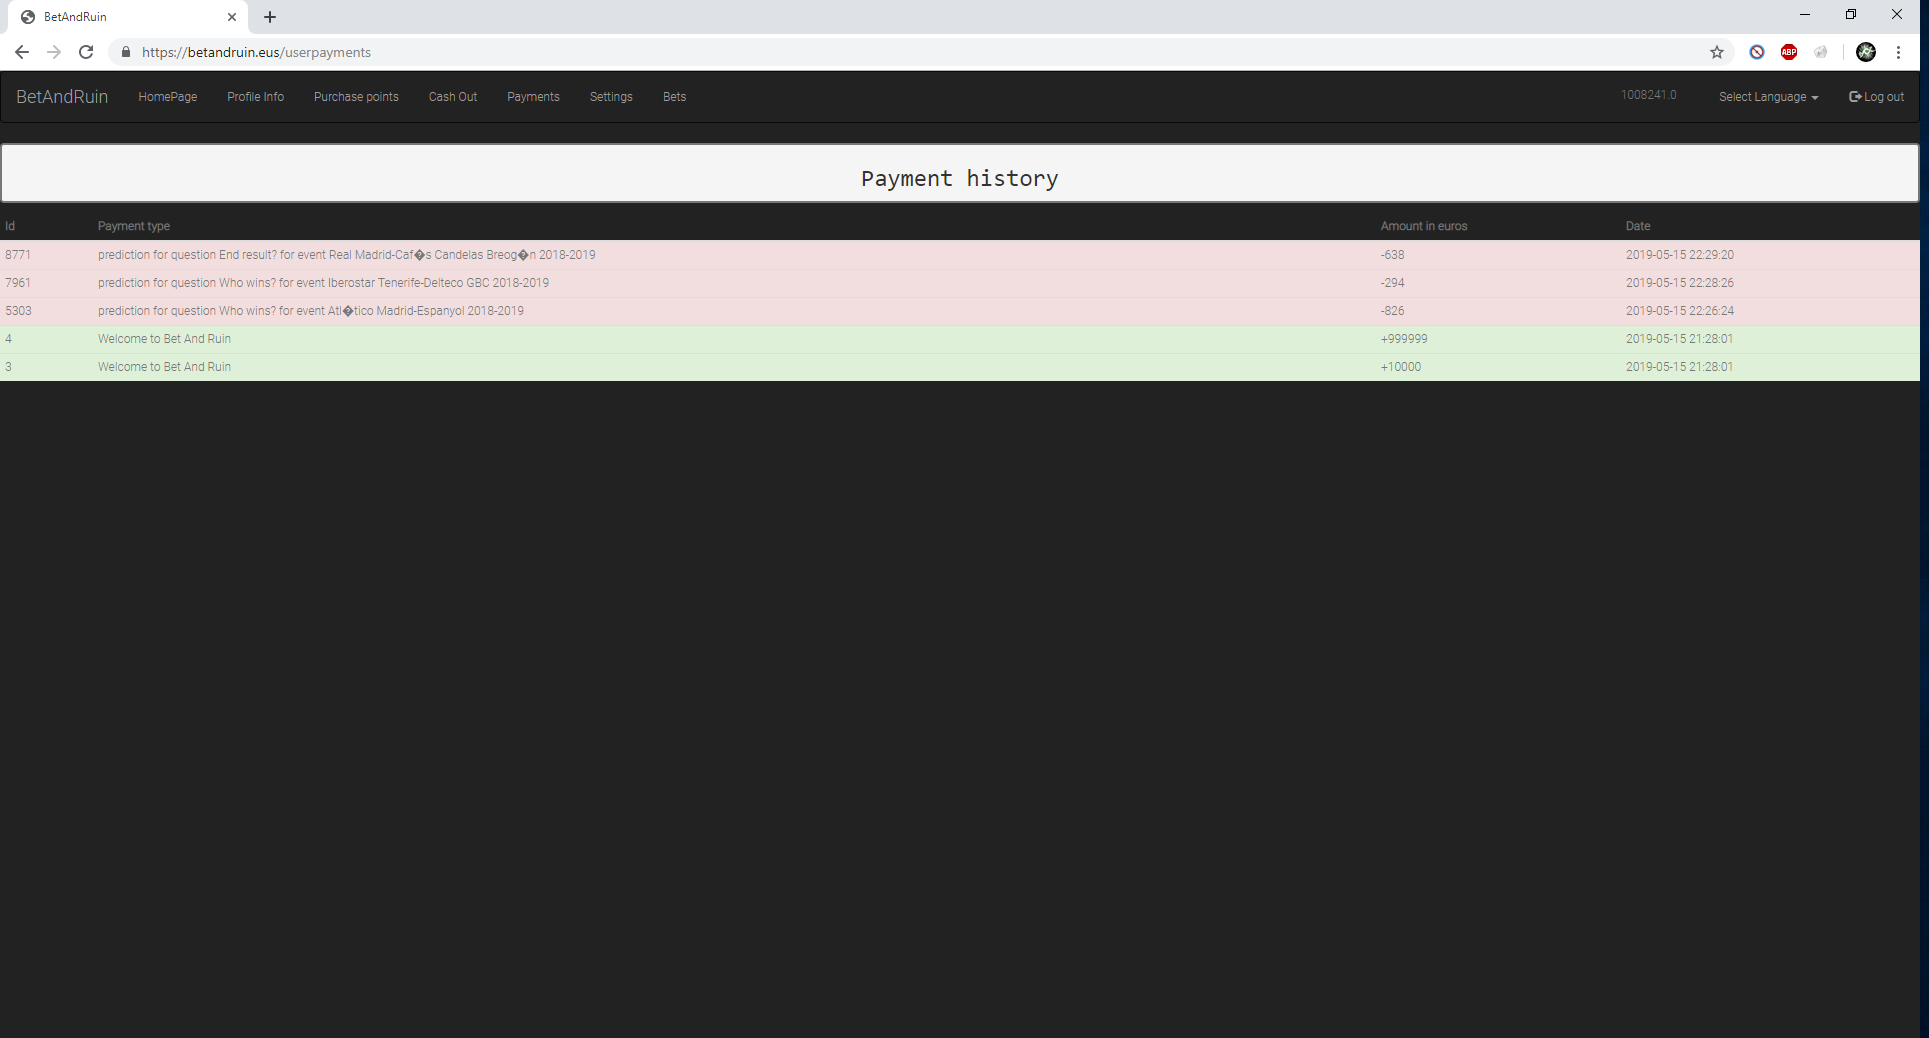 BetAndRuin
https://betandruin.eus/userpayments
ABP
BetAndRuin HomePage Profile Info Purchase points Cash Out Payments Settings Bets 1008241.0 Select Language Log out
Payment history
Id Payment type Amount in euros Date
8771 prediction for question End result? for event Real Madrid-Caf�s Candelas Breog�n 2018-2019 -638 2019-05-15 22:29:20
7961 prediction for question Who wins? for event Iberostar Tenerife-Delteco GBC 2018-2019 -294 2019-05-15 22:28:26
5303 prediction for question Who wins? for event Atl�tico Madrid-Espanyol 2018-2019 -826 2019-05-15 22:26:24
4 Welcome to Bet And Ruin +999999 2019-05-15 21:28:01
3 Welcome to Bet And Ruin +10000 2019-05-15 21:28:01